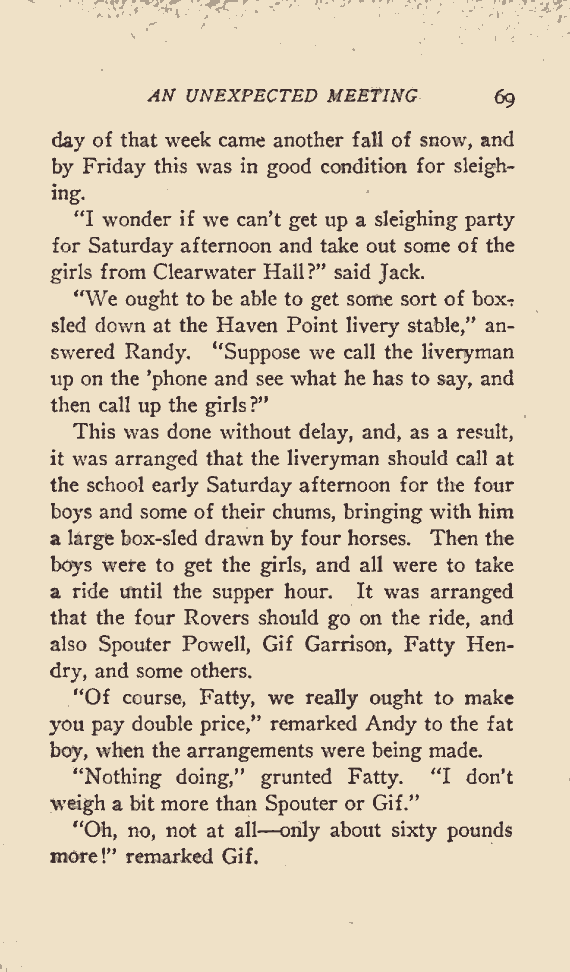 AN UNEXPECTED MEETING 69
day of that week came another fall of snow, and
by Friday this was in good condition for sleigh-
ing.
"I wonder if we can't get up a sleighing party
for Saturday afternoon and take out some of the
girls from Clearwater Hall?" said Jack.
"We ought to be able to get some sort of box-
sled down at the Haven Point livery stable," an-
swered Randy. "Suppose we call the liveryman
up on the 'phone and see what he has to say, and
then call up the girls?"
This was done without delay, and, as a result,
it was arranged that the liveryman should call at
the school early Saturday afternoon for the four
boys and some of their chums, bringing with him
a large box-sled drawn by four horses. Then the
boys were to get the girls, and all were to take
a ride until the supper hour. It was arranged
that the four Rovers should go on the ride, and
also Spouter Powell, Gif Garrison, Fatty Hen-
dry, and some others.
"Of course, Fatty, we really ought to make
you pay double price," remarked Andy to the fat
boy, when the arrangements were being made.
"Nothing doing," grunted Fatty. "I don't
weigh a bit more than Spouter or Gif."
"Oh, no, not at all—only about sixty pounds
more!" remarked Gif.